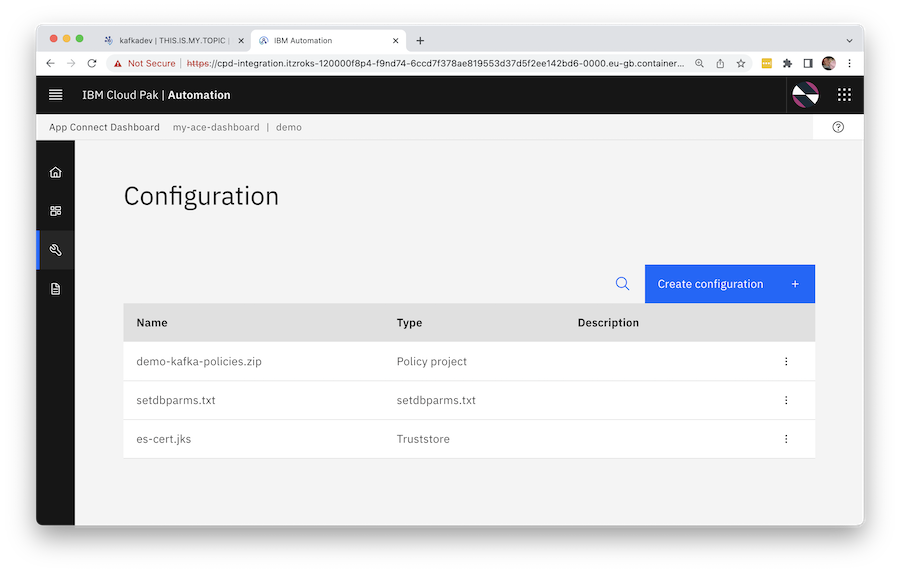 kafkadev | THIS.IS.MY.TOPIC |
IBM Automation
Not Secure | https://cpd-integration.itzroks-120000f8p4-f9nd74-6ccd7f378ae819553d37d5f2ee142bd6-0000.eu-gb.container...
IBM Cloud Pak | Automation
App Connect Dashboard my-ace-dashboard | demo
Configuration
Create configuration +
Name Type Description
demo-kafka-policies.zip Policy project
setdbparms.txt setdbparms.txt
es-cert.jks Truststore